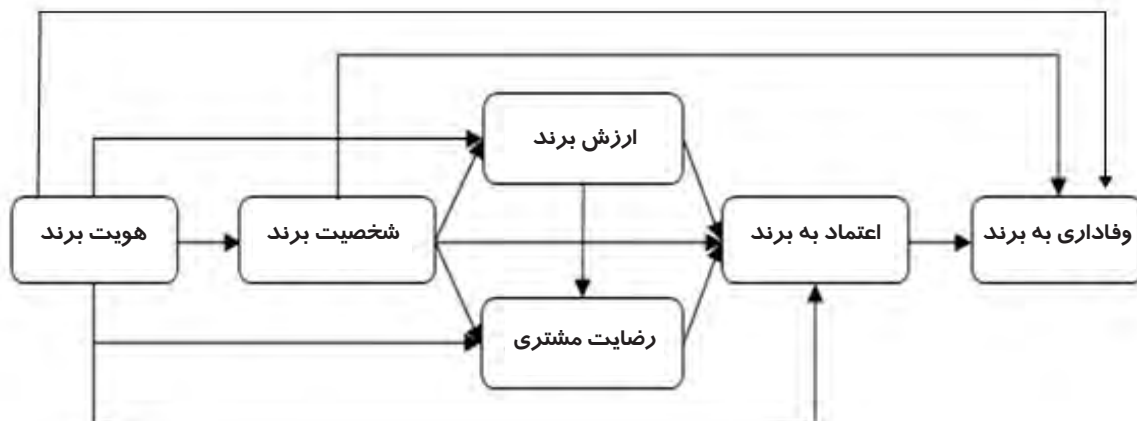 ارزش برند
هویت برند
شخصیت برند
اعتماد به برند
وفاداری به برند
رضایت مشتری